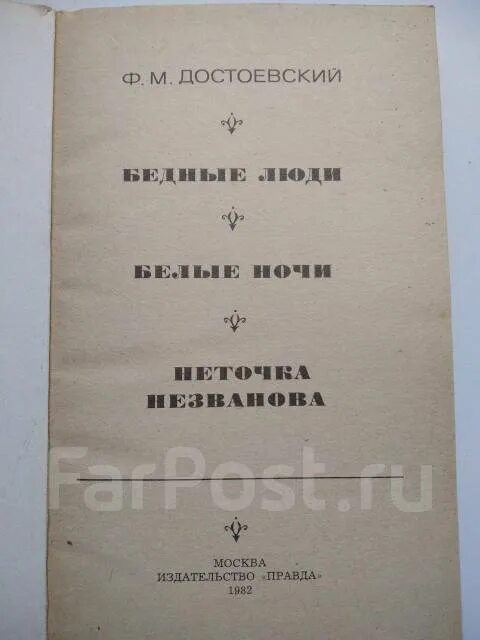 Ф. М. ДОСТОЕВСКИЙ
БЕДНЫЕ ЛЮДИ
БЕЛЫЕ НОЧИ
НЕТОЧКА
НЕЗВАНОВА
FarPost.ru
МОСКВА
ИЗДАТЕЛЬСТВО «ПРАВДА»
1982